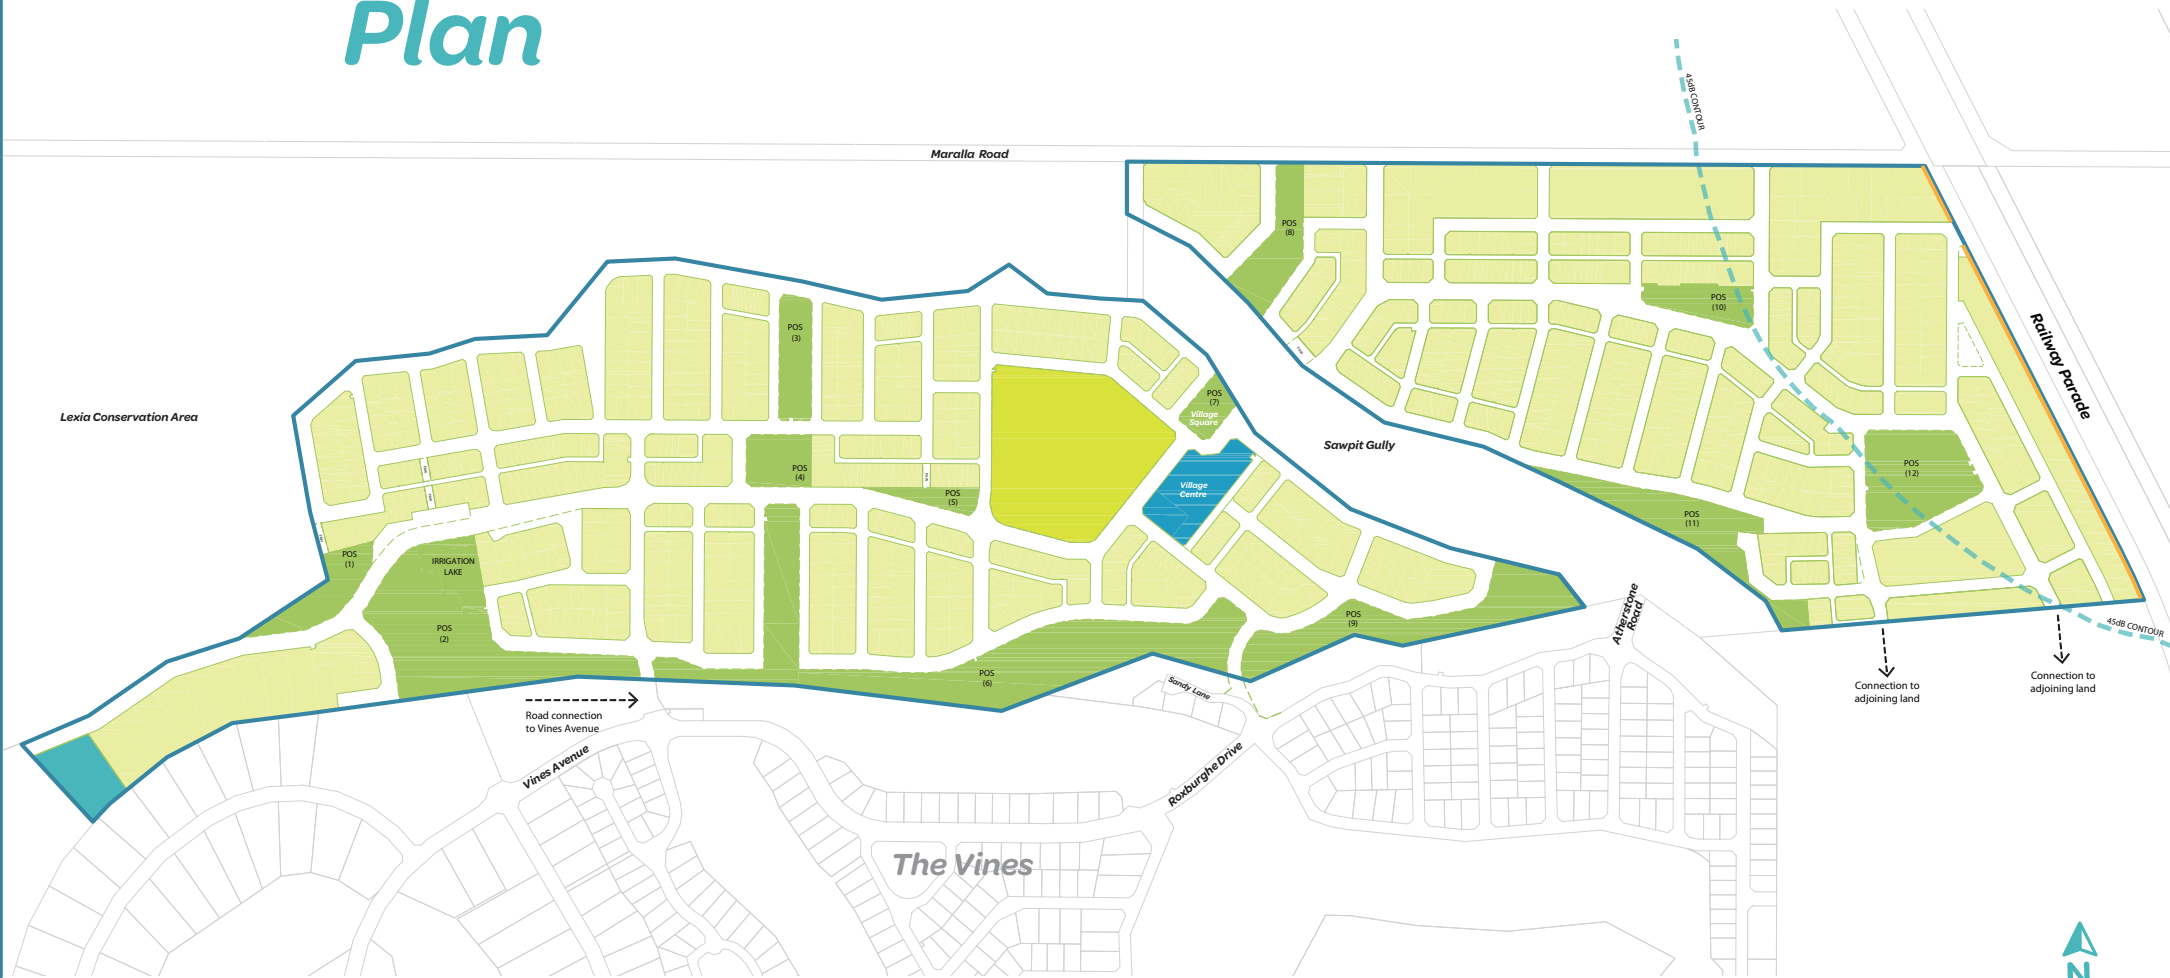 Plan
45dB CONTOUR
Maralla Road
POS
(8)
POS
(10)
POS
(3)
Railway Parade
Lexia Conservation Area
POS
(7)
Village
Square
Sawpit Gully
POS
(4)
POS
(5)
Village
Centre
POS
(12)
POS
(11)
POS
(1)
IRRIGATION
LAKE
POS
(2)
POS
(9)
Atherstone
Road
45dB CONTOUR
POS
(6)
Sandy Lane
Connection to
adjoining land
Connection to
adjoining land
Road connection
to Vines Avenue
Vines Avenue
Roxburghe Drive
The Vines
N